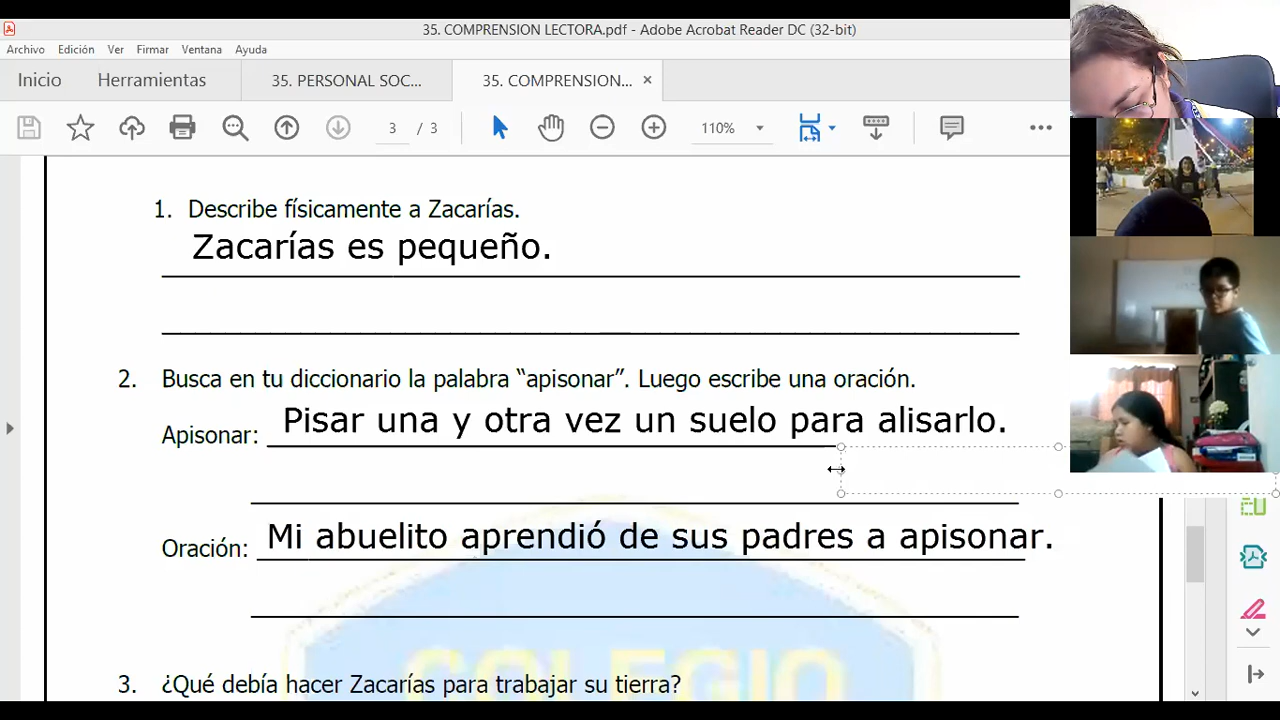 35. COMPRENSION LECTORA.pdf - Adobe Acrobat Reader DC (32-bit)
Archivo Edición Ver Firmar Ventana Ayuda
Inicio Herramientas 35. PERSONAL SOC... 35. COMPRENSION... ×
3 / 3 110%
1. Describe físicamente a Zacarías.
Zacarías es pequeño.
2. Busca en tu diccionario la palabra “apisonar”. Luego escribe una oración.
Apisonar: Pisar una y otra vez un suelo para alisarlo.
Oración: Mi abuelito aprendió de sus padres a apisonar.
COLEGIO
3. ¿Qué debía hacer Zacarías para trabajar su tierra?